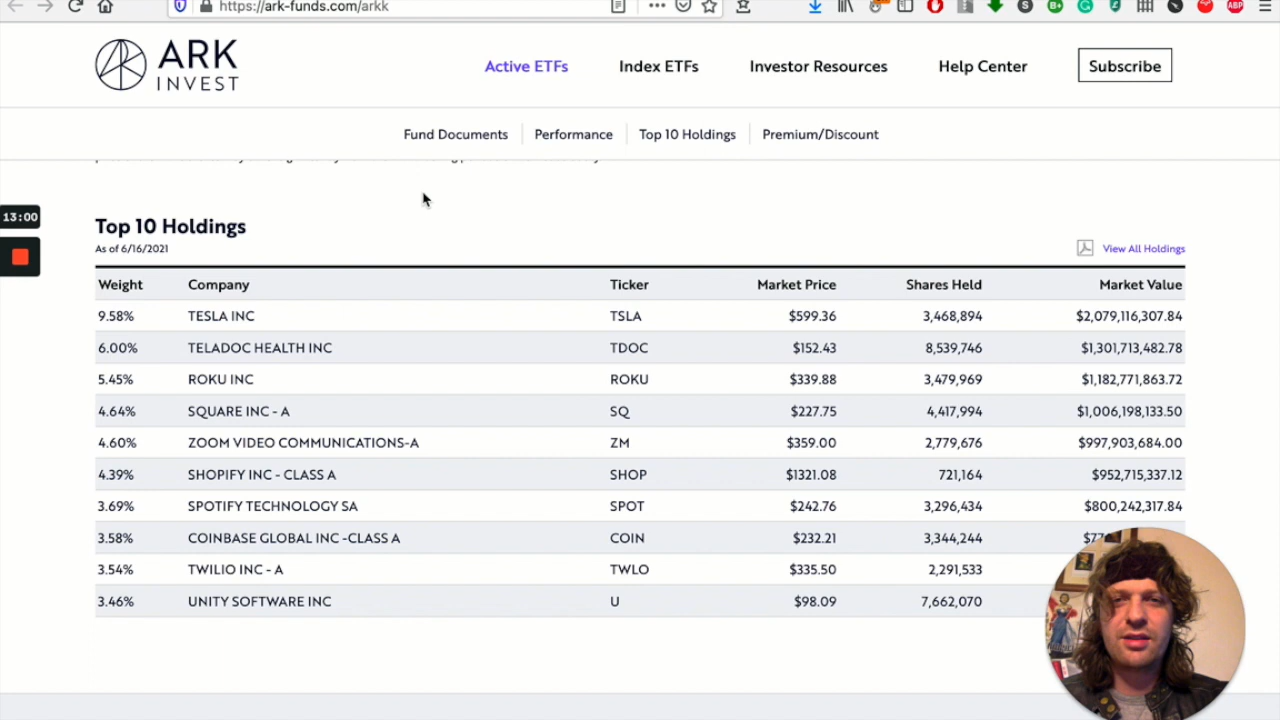 https://ark-funds.com/arkk
ARK
INVEST
Active ETFs
Index ETFs
Investor Resources
Help Center
Subscribe
Fund Documents
Performance
Top 10 Holdings
Premium/Discount
13:00
Top 10 Holdings
As of 6/16/2021
View All Holdings
Weight Company Ticker Market Price Shares Held Market Value
9.58% TESLA INC TSLA $599.36 3,468,894 $2,079,116,307.84
6.00% TELADOC HEALTH INC TDOC $152.43 8,539,746 $1,301,713,482.78
5.45% ROKU INC ROKU $339.88 3,479,969 $1,182,771,863.72
4.64% SQUARE INC - A SQ $227.75 4,417,994 $1,006,198,133.50
4.60% ZOOM VIDEO COMMUNICATIONS-A ZM $359.00 2,779,676 $997,903,684.00
4.39% SHOPIFY INC - CLASS A SHOP $1321.08 721,164 $952,715,337.12
3.69% SPOTIFY TECHNOLOGY SA SPOT $242.76 3,296,434 $800,242,317.84
3.58% COINBASE GLOBAL INC -CLASS A COIN $232.21 3,344,244
3.54% TWILIO INC - A TWLO $335.50 2,291,533
3.46% UNITY SOFTWARE INC U $98.09 7,662,070